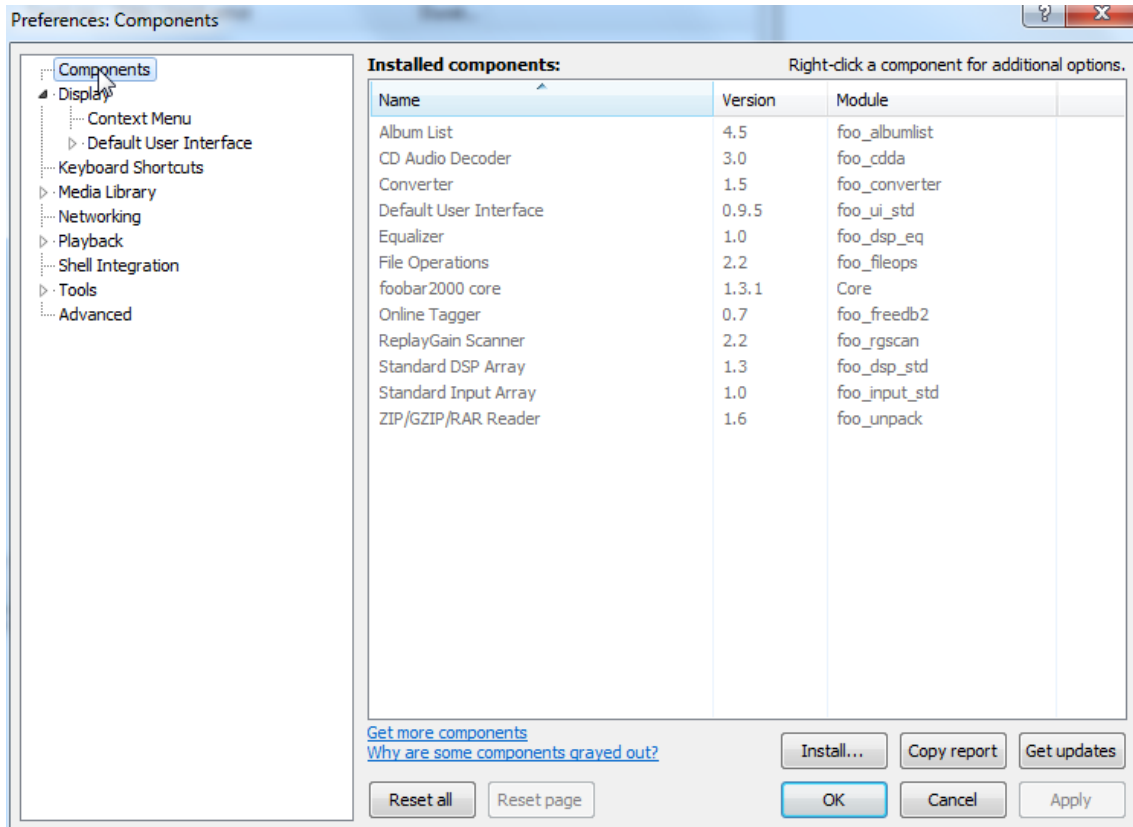 Preferences: Components
Components
Display
Context Menu
Default User Interface
Keyboard Shortcuts
Media Library
Networking
Playback
Shell Integration
Tools
Advanced
Installed components: Right-click a component for additional options.
Name Version Module
Album List 4.5 foo_albumlist
CD Audio Decoder 3.0 foo_cdda
Converter 1.5 foo_converter
Default User Interface 0.9.5 foo_ui_std
Equalizer 1.0 foo_dsp_eq
File Operations 2.2 foo_fileops
foobar2000 core 1.3.1 Core
Online Tagger 0.7 foo_freedb2
ReplayGain Scanner 2.2 foo_rgscan
Standard DSP Array 1.3 foo_dsp_std
Standard Input Array 1.0 foo_input_std
ZIP/GZIP/RAR Reader 1.6 foo_unpack
Get more components
Why are some components grayed out?
Install... Copy report Get updates
Reset all Reset page OK Cancel Apply